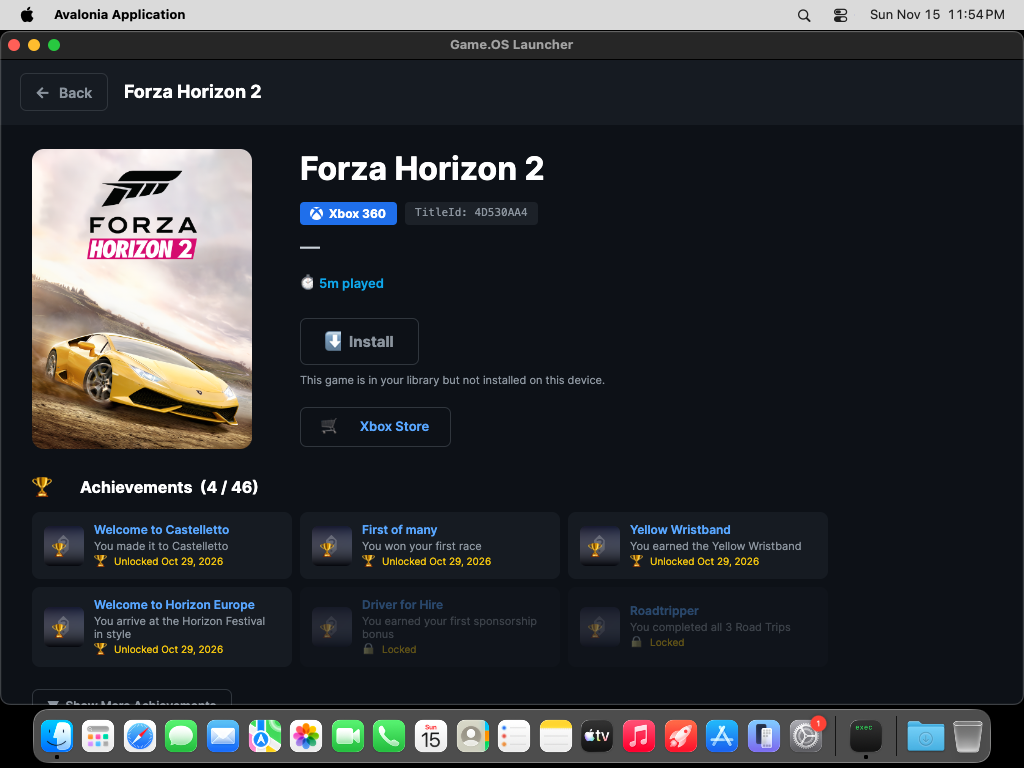 Avalonia Application
Sun Nov 15 11:54PM
Game.OS Launcher
← Back
Forza Horizon 2
FORZA
HORIZON 2
Forza Horizon 2
Xbox 360
TitleId: 4D530AA4
—
5m played
Install
This game is in your library but not installed on this device.
Xbox Store
Achievements (4 / 46)
Welcome to Castelletto
You made it to Castelletto
Unlocked Oct 29, 2026
First of many
You won your first race
Unlocked Oct 29, 2026
Yellow Wristband
You earned the Yellow Wristband
Unlocked Oct 29, 2026
Welcome to Horizon Europe
You arrive at the Horizon Festival
in style
Unlocked Oct 29, 2026
Driver for Hire
You earned your first sponsorship
bonus
Locked
Roadtripper
You completed all 3 Road Trips
Locked
▼ Show More Achievements
Sun
15
tv
1
exec